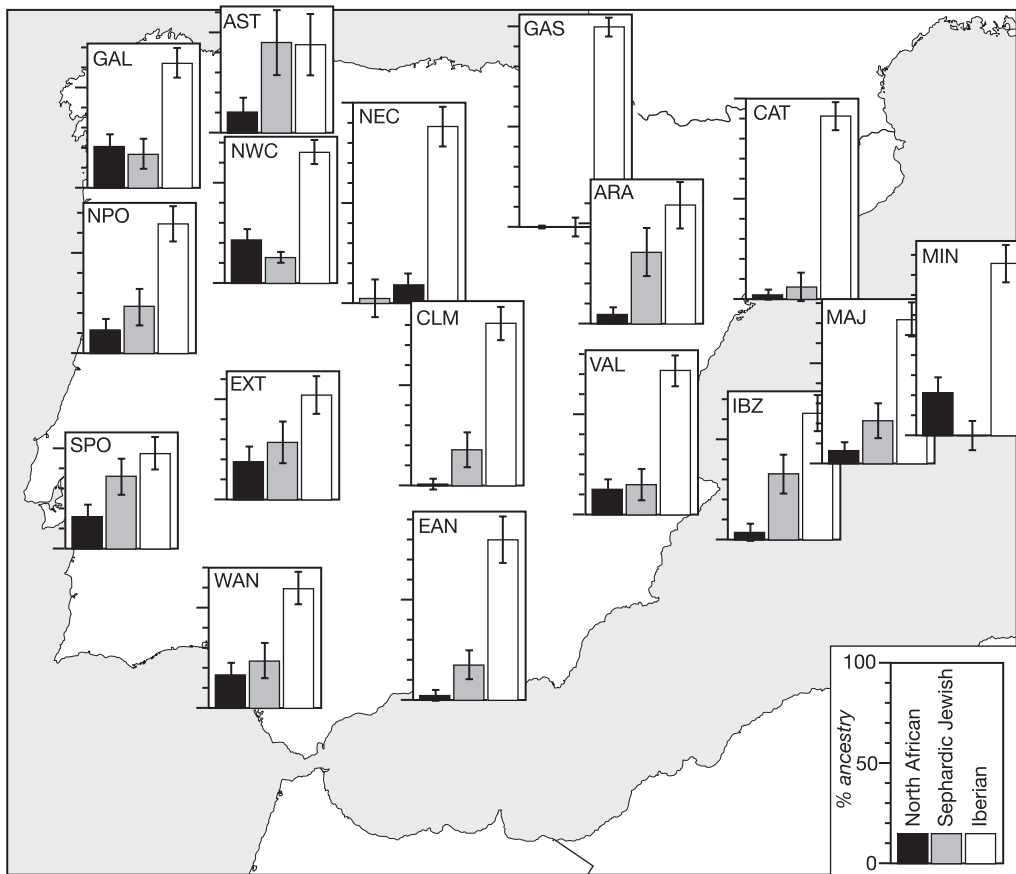 AST
GAS
GAL
NEC
CAT
NWC
ARA
NPO
MIN
CLM
MAJ
VAL
EXT
IBZ
SPO
EAN
WAN
100
50
0
% ancestry
North African
Sephardic Jewish
Iberian